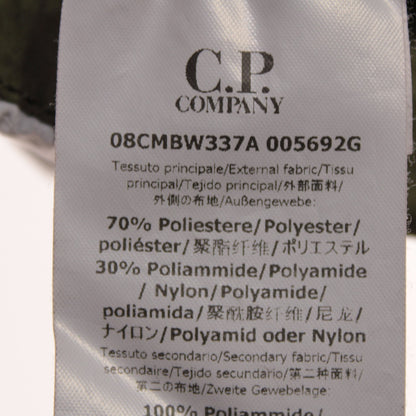 C.P.
COMPANY
08CMBW337A 005692G
Tessuto principale/External fabric/Tissu
principal/Tejido principal/外部面料/
外側の布地/Außengewebe:
70% Poliestere/Polyester/
poliéster/聚酯纤维/ポリエステル
30% Poliammide/Polyamide
/ Nylon/Polyamide/
poliamida/聚酰胺纤维/尼龙/
ナイロン/Polyamid oder Nylon
Tessuto secondario/Secondary fabric/Tissu
secondaire/Tejido secundario/第二种面料/
第二の布地/Zweite Gewebelage:
100% Poliammide/